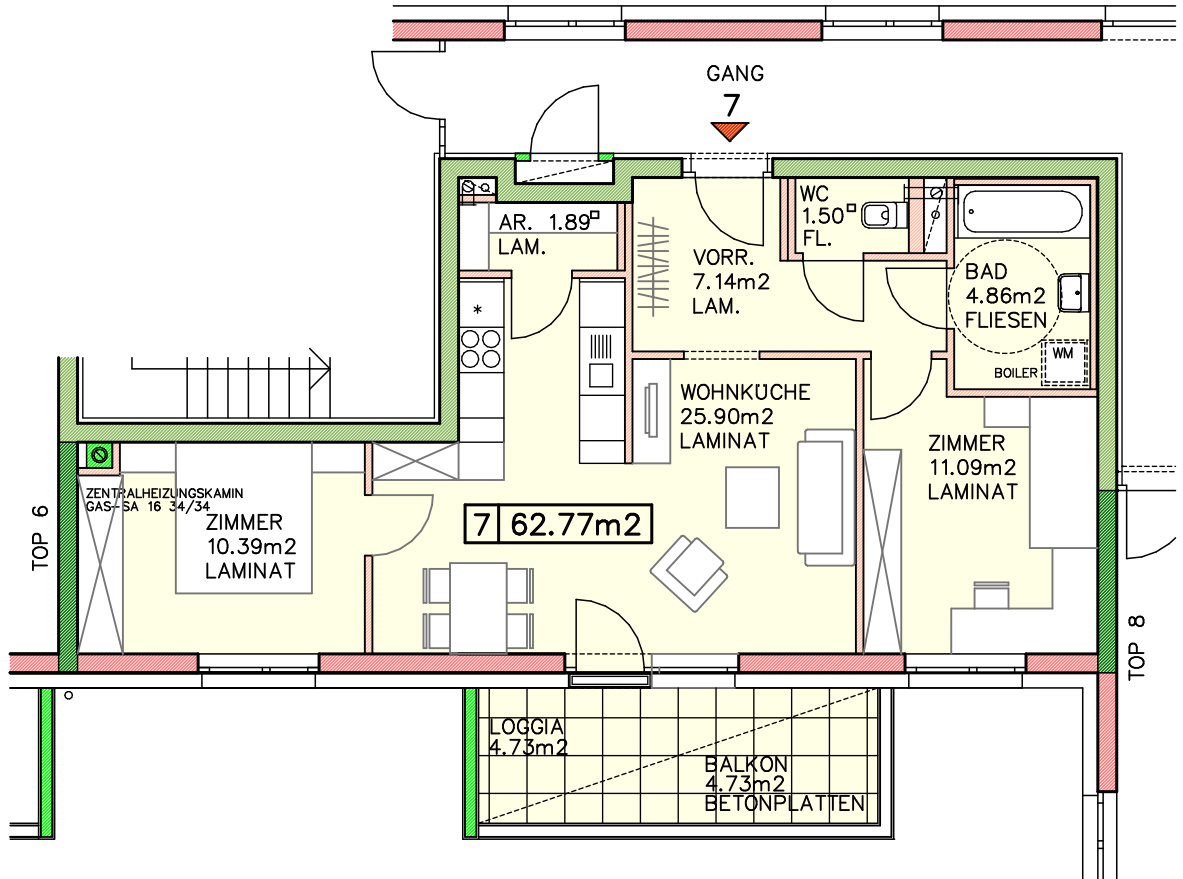 GANG
7
WC
1.50
FL.
AR. 1.89
LAM.
VORR.
7.14m2
LAM.
BAD
4.86m2
FLIESEN
WM
BOILER
*
WOHNKÜCHE
25.90m2
LAMINAT
ZIMMER
11.09m2
LAMINAT
ZENTRALHEIZUNGSKAMIN
GAS-SA 16 34/34
ZIMMER
10.39m2
LAMINAT
7 62.77m2
TOP 6
TOP 8
LOGGIA
4.73m2
BALKON
4.73m2
BETONPLATTEN